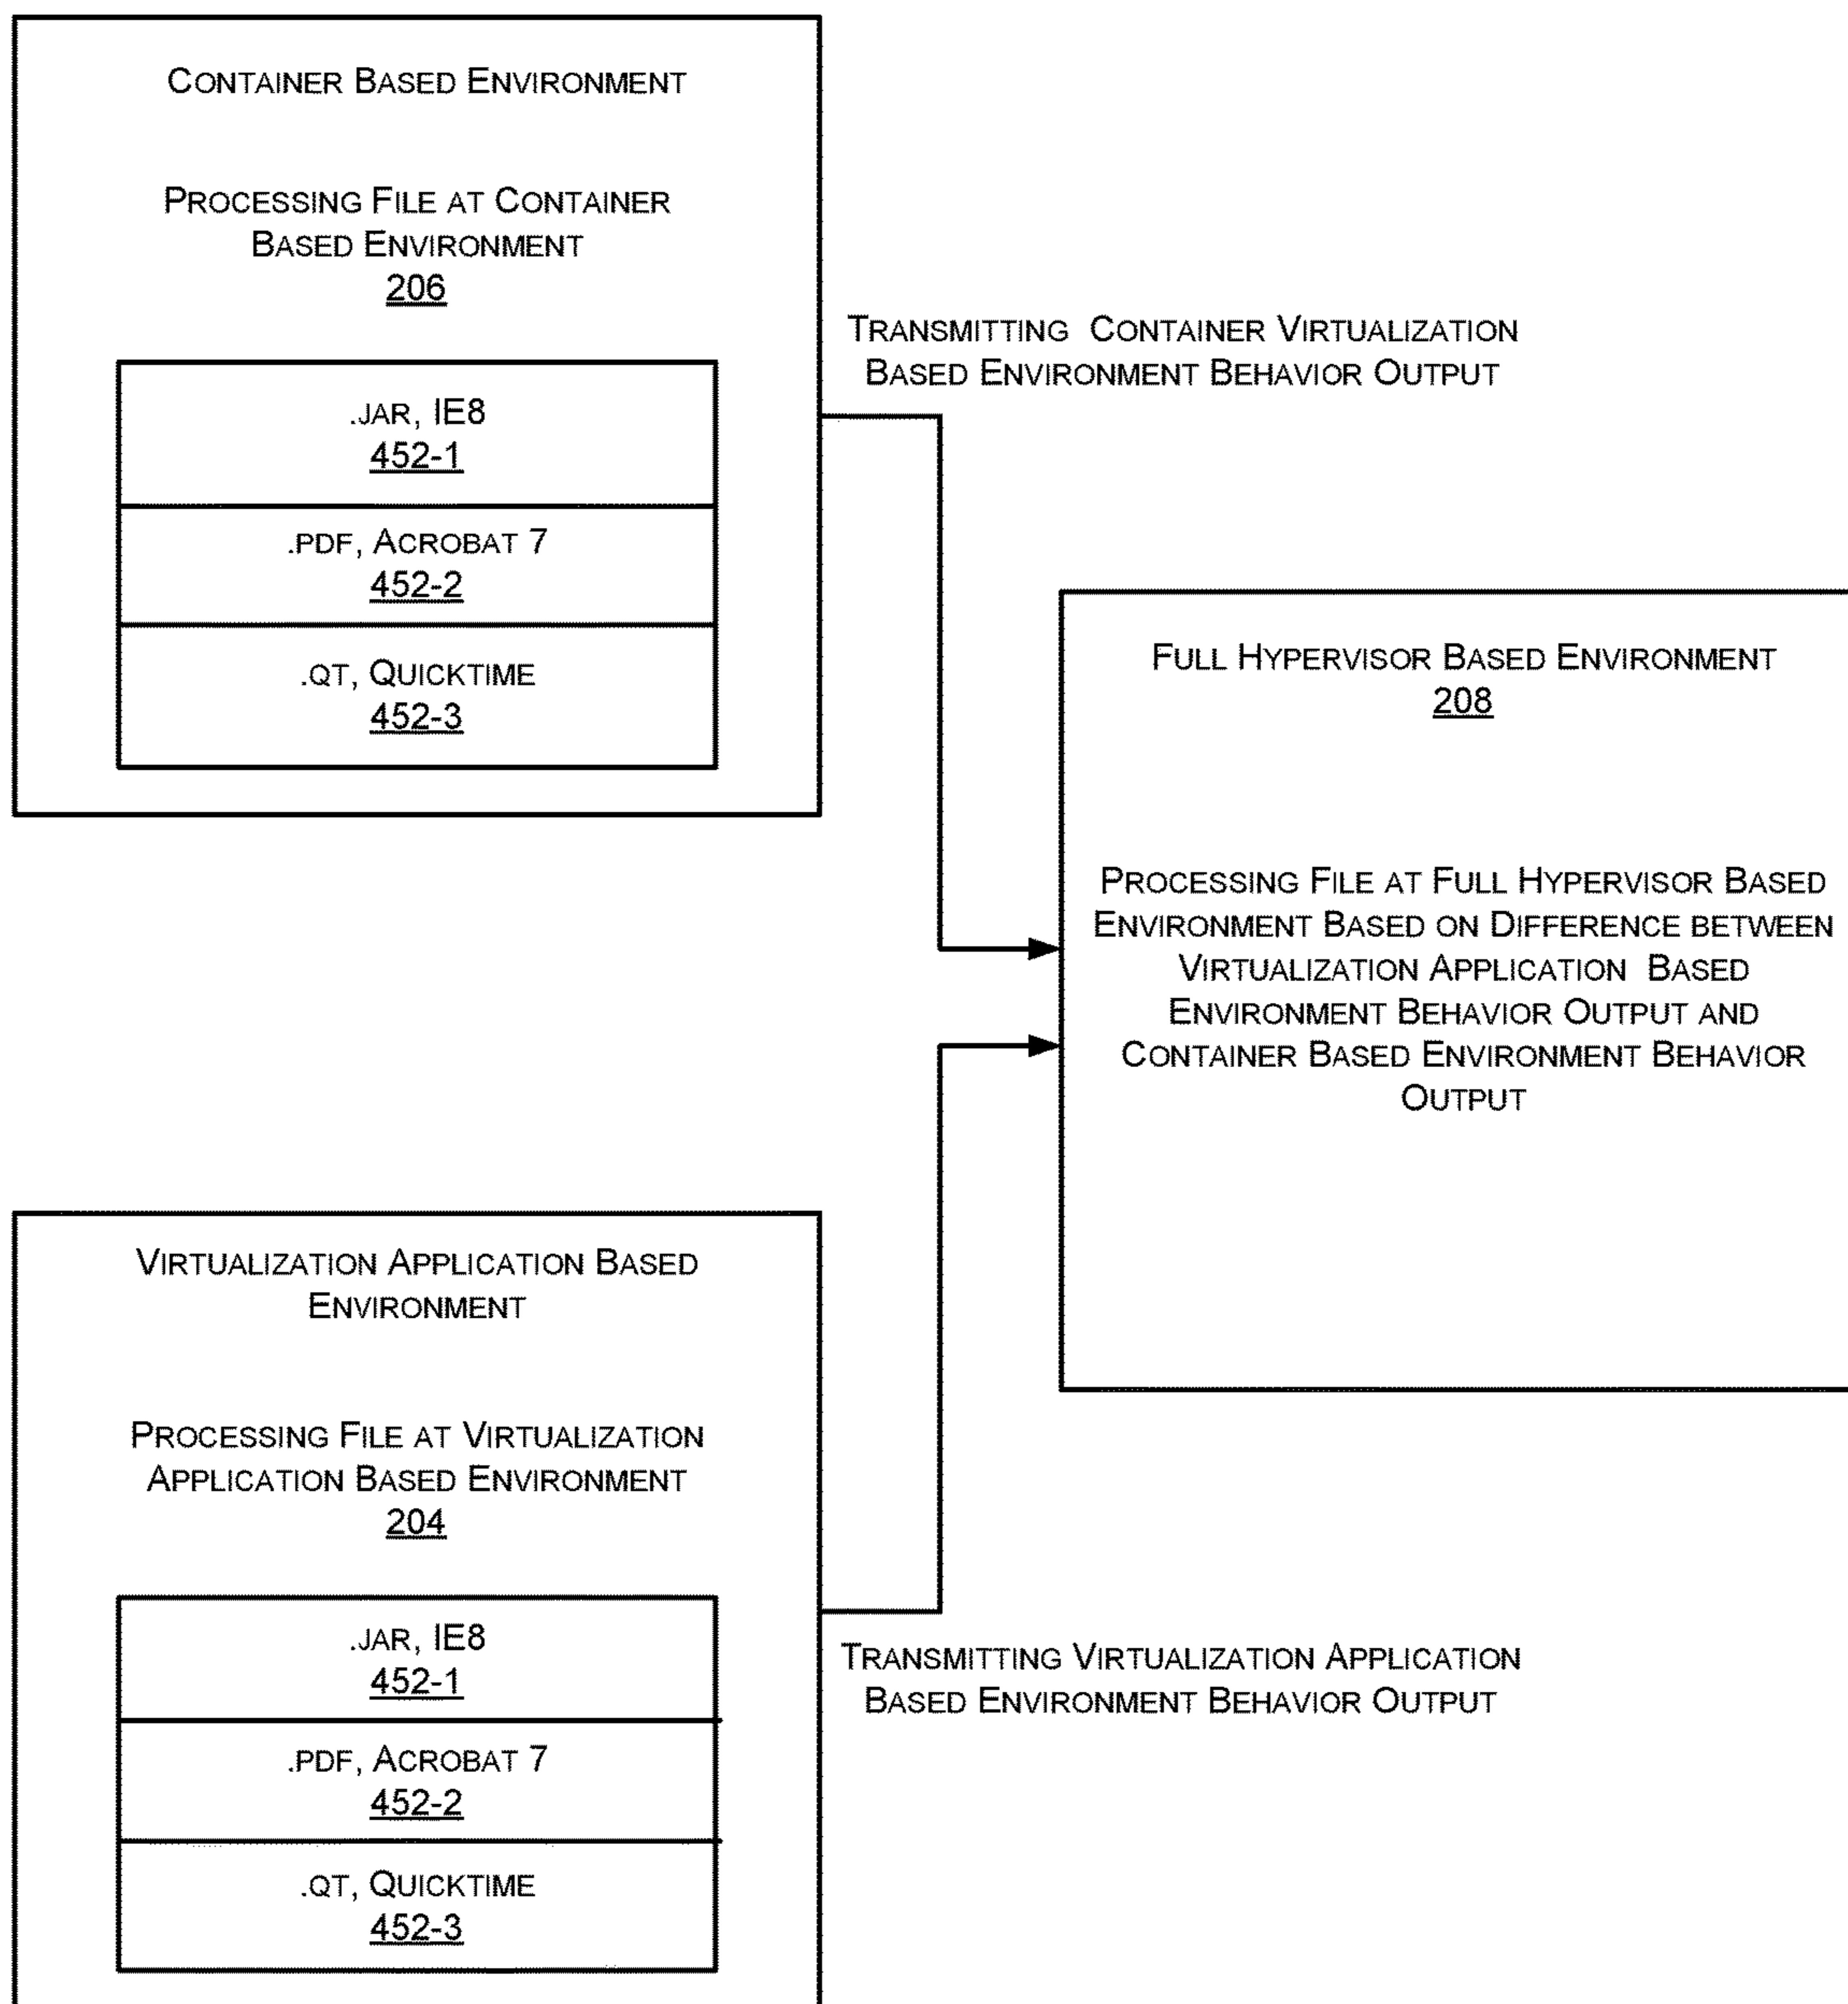 CONTAINER BASED ENVIRONMENT
PROCESSING FILE AT CONTAINER
BASED ENVIRONMENT
206
.JAR, IE8
452-1
.PDF, ACROBAT 7
452-2
.QT, QUICKTIME
452-3
TRANSMITTING CONTAINER VIRTUALIZATION
BASED ENVIRONMENT BEHAVIOR OUTPUT
FULL HYPERVISOR BASED ENVIRONMENT
208
PROCESSING FILE AT FULL HYPERVISOR BASED
ENVIRONMENT BASED ON DIFFERENCE BETWEEN
VIRTUALIZATION APPLICATION BASED
ENVIRONMENT BEHAVIOR OUTPUT AND
CONTAINER BASED ENVIRONMENT BEHAVIOR
OUTPUT
VIRTUALIZATION APPLICATION BASED
ENVIRONMENT
PROCESSING FILE AT VIRTUALIZATION
APPLICATION BASED ENVIRONMENT
204
.JAR, IE8
452-1
.PDF, ACROBAT 7
452-2
.QT, QUICKTIME
452-3
TRANSMITTING VIRTUALIZATION APPLICATION
BASED ENVIRONMENT BEHAVIOR OUTPUT